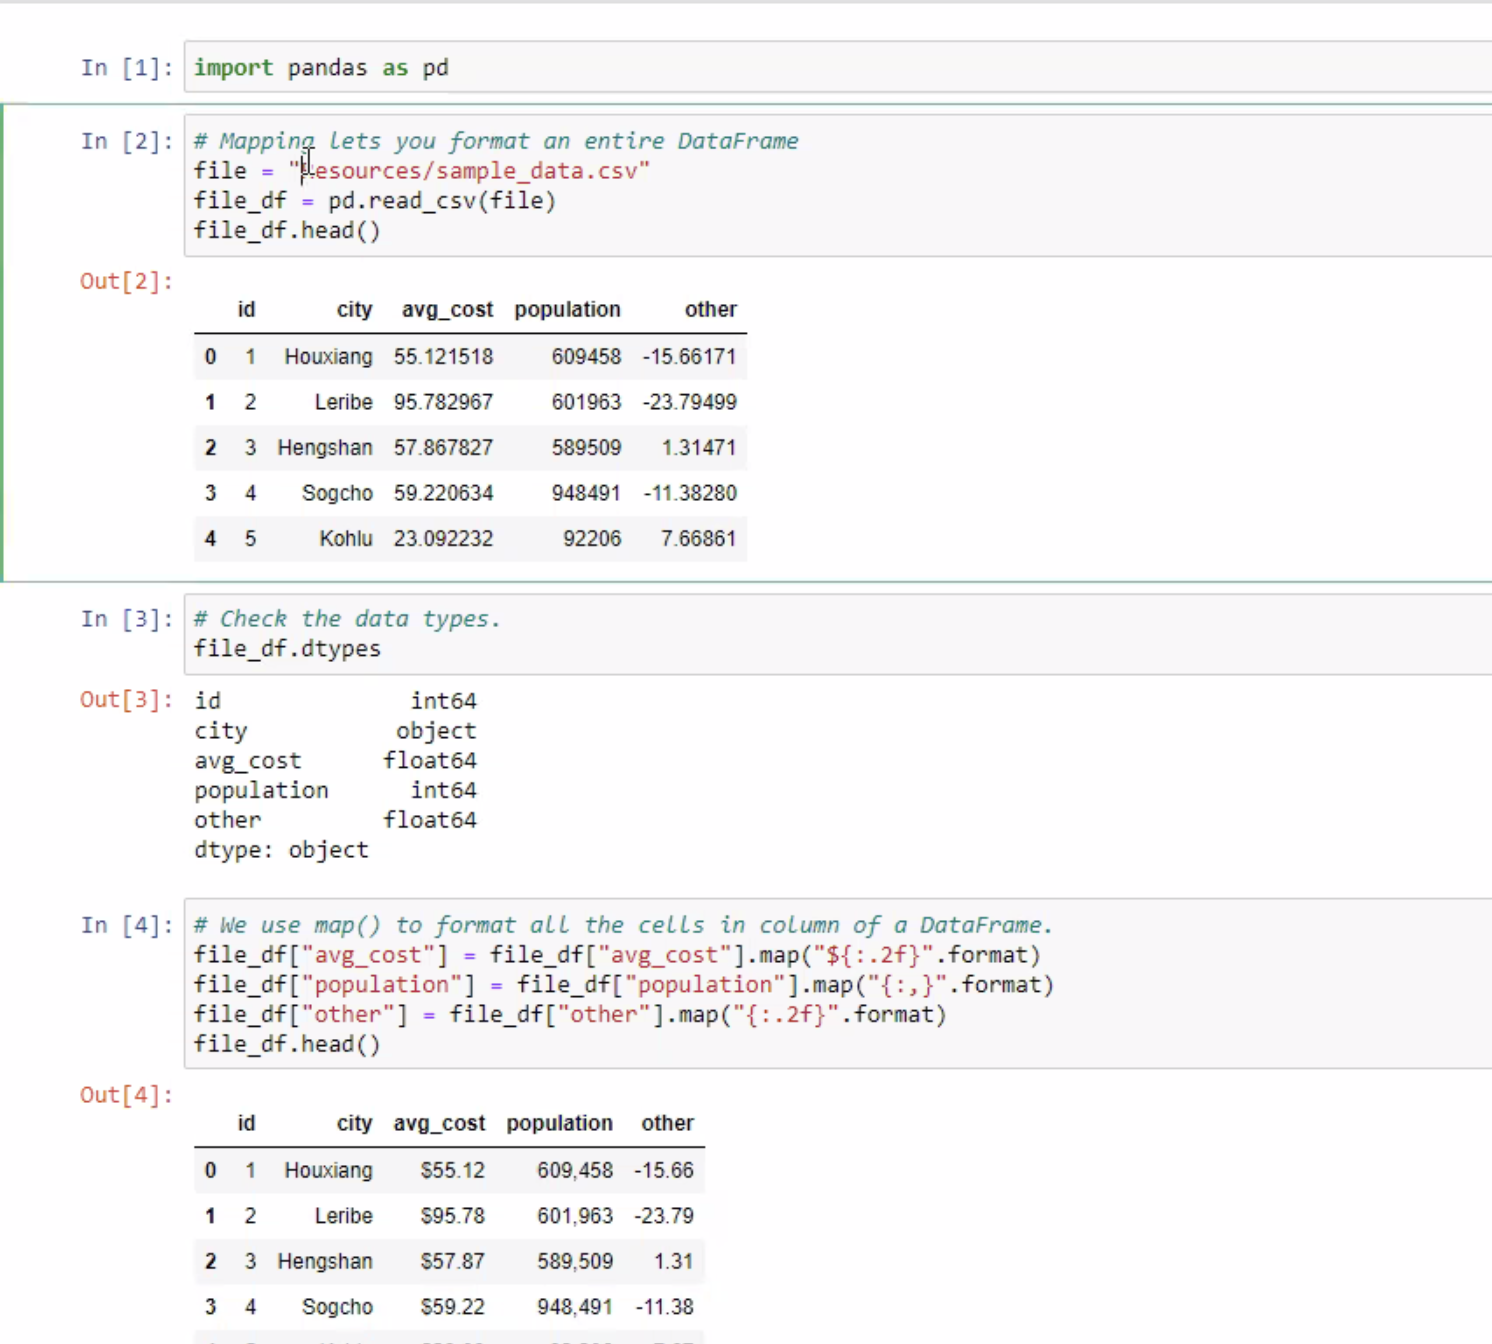 In [1]: import pandas as pd
In [2]: # Mapping lets you format an entire DataFrame
file = "Resources/sample_data.csv"
file_df = pd.read_csv(file)
file_df.head()
Out[2]:
id city avg_cost population other
0 1 Houxiang 55.121518 609458 -15.66171
1 2 Leribe 95.782967 601963 -23.79499
2 3 Hengshan 57.867827 589509 1.31471
3 4 Sogcho 59.220634 948491 -11.38280
4 5 Kohlu 23.092232 92206 7.66861
In [3]: # Check the data types.
file_df.dtypes
Out[3]: id int64
city object
avg_cost float64
population int64
other float64
dtype: object
In [4]: # We use map() to format all the cells in column of a DataFrame.
file_df["avg_cost"] = file_df["avg_cost"].map("${:.2f}".format)
file_df["population"] = file_df["population"].map("{:,}".format)
file_df["other"] = file_df["other"].map("{:.2f}".format)
file_df.head()
Out[4]:
id city avg_cost population other
0 1 Houxiang $55.12 609,458 -15.66
1 2 Leribe $95.78 601,963 -23.79
2 3 Hengshan $57.87 589,509 1.31
3 4 Sogcho $59.22 948,491 -11.38